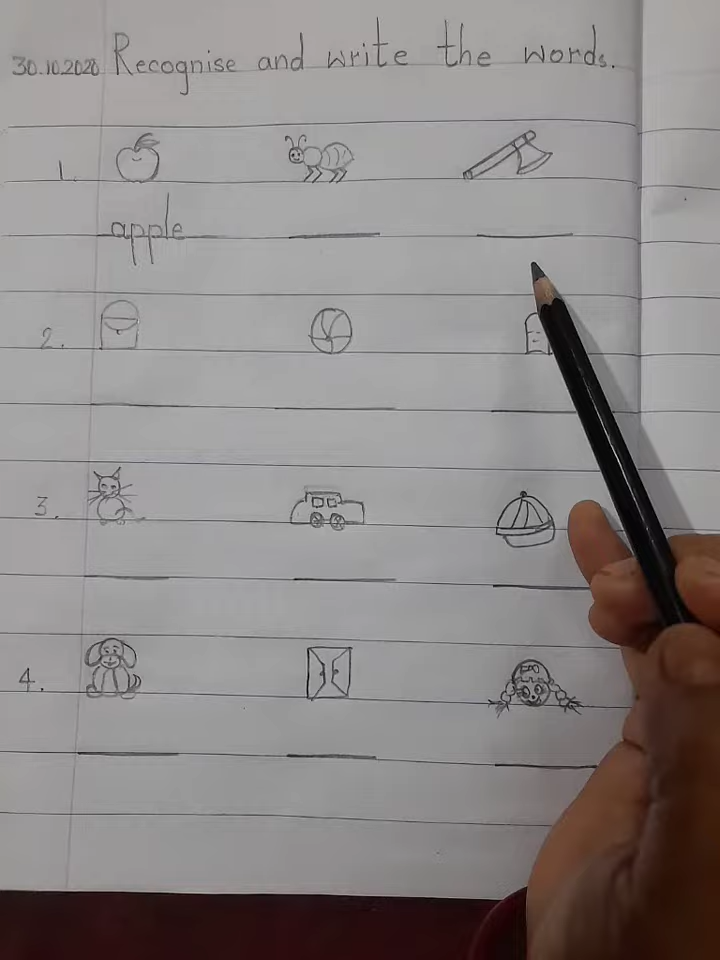 30.10.2020 Recognise and write the words.
1.
apple
2.
3.
4.